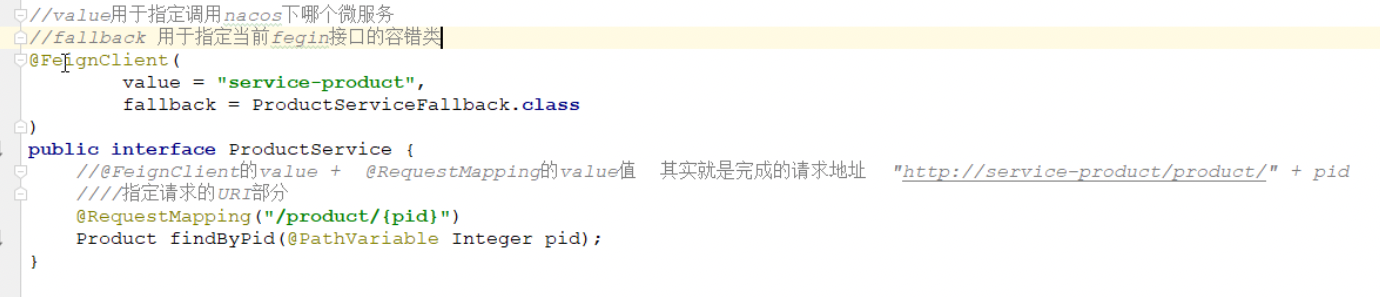 //value用于指定调用nacos下哪个微服务
//fallback 用于指定当前fegin接口的容错类
@FeignClient(
        value = "service-product",
        fallback = ProductServiceFallback.class
)
public interface ProductService {
    //@FeignClient的value +  @RequestMapping的value值  其实就是完成的请求地址  "http://service-product/product/" + pid
    ////指定请求的URI部分
    @RequestMapping("/product/{pid}")
    Product findByPid(@PathVariable Integer pid);
}